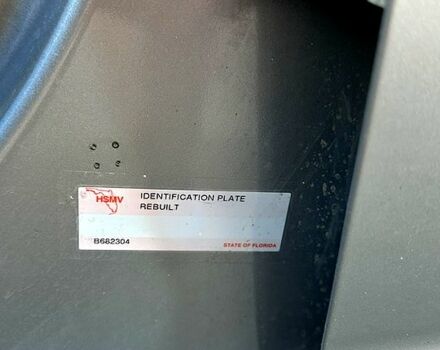 HSMV
IDENTIFICATION PLATE
REBUILT
B682304
STATE OF FLORIDA